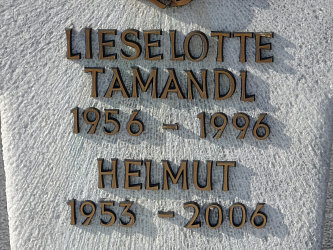 LIESELOTTE
TAMANDL
1956 - 1996
HELMUT
1953 - 2006